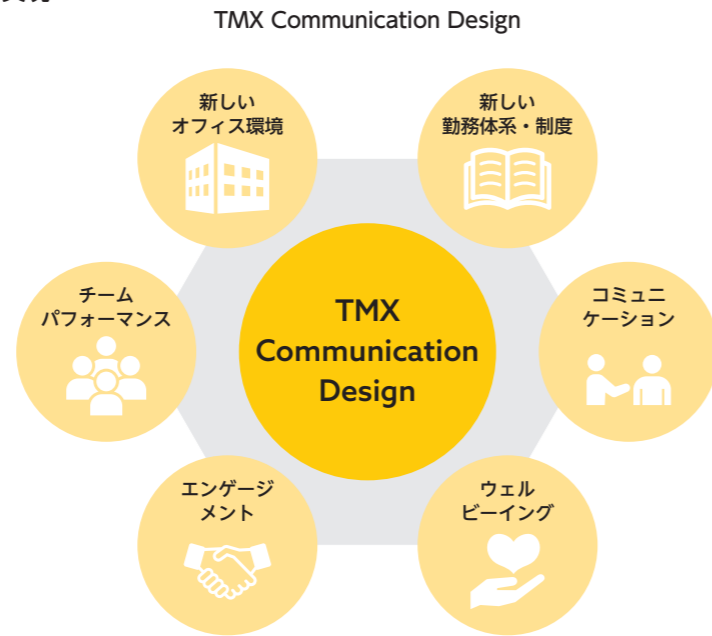 TMX Communication Design
新しい
オフィス環境
新しい
勤務体系・制度
チーム
パフォーマンス
TMX
Communication
Design
コミュニ
ケーション
エンゲージ
メント
ウェル
ビーイング